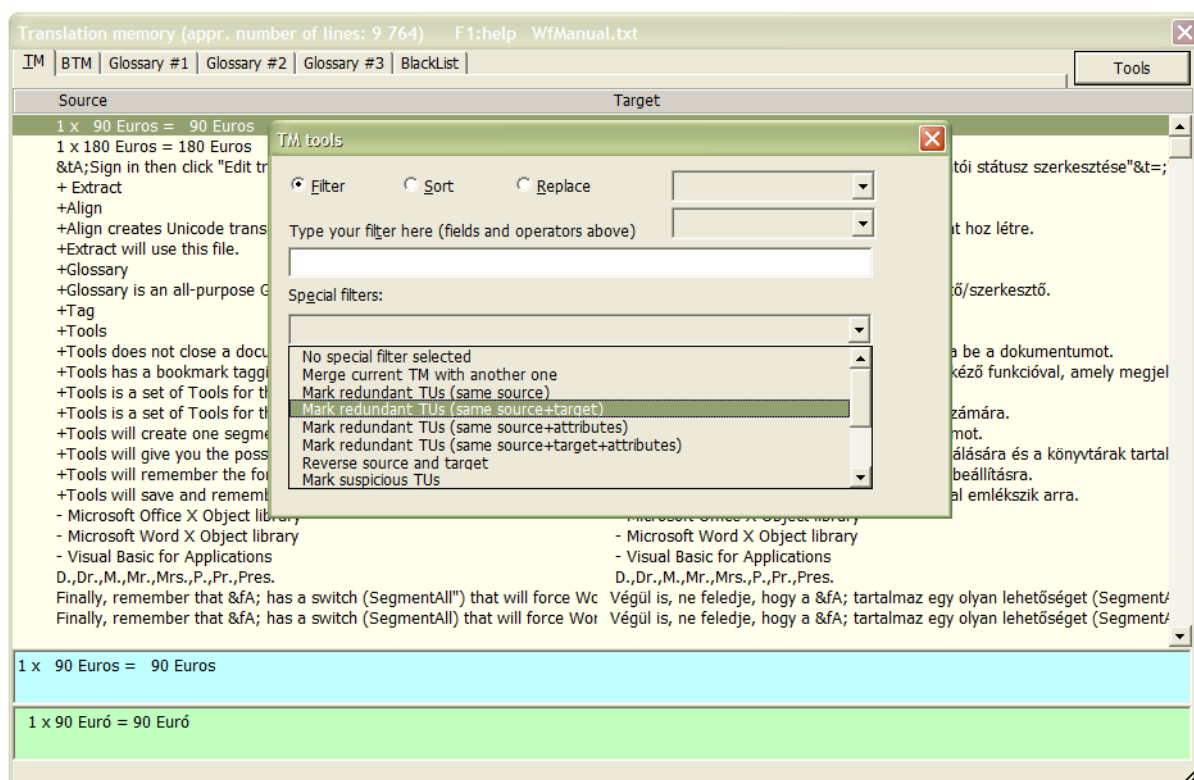 Translation memory (appr. number of lines: 9 764) F1:help WfManual.txt
TM BTM Glossary #1 Glossary #2 Glossary #3 BlackList
Tools
Source Target
1 x 90 Euros = 90 Euros
1 x 180 Euros = 180 Euros
&tA;Sign in then click "Edit tr
tói státusz szerkesztése"&t=;
+ Extract
+Align
+Align creates Unicode trans
t hoz létre.
+Extract will use this file.
+Glossary
+Glossary is an all-purpose G
ő/szerkesztő.
+Tag
+Tools
+Tools does not close a docu
a be a dokumentumot.
+Tools has a bookmark taggi
kéző funkcióval, amely megjel
+Tools is a set of Tools for th
+Tools is a set of Tools for th
zámára.
+Tools will create one segme
mot.
+Tools will give you the poss
álására és a könyvtárak tartal
+Tools will remember the for
beállításra.
+Tools will save and rememb
al emlékszik arra.
- Microsoft Office X Object library - Microsoft Office X Object library
- Microsoft Word X Object library - Microsoft Word X Object library
- Visual Basic for Applications - Visual Basic for Applications
D.,Dr.,M.,Mr.,Mrs.,P.,Pr.,Pres. D.,Dr.,M.,Mr.,Mrs.,P.,Pr.,Pres.
Finally, remember that &fA; has a switch (SegmentAll") that will force Wo Végül is, ne feledje, hogy a &fA; tartalmaz egy olyan lehetőséget (Segment
Finally, remember that &fA; has a switch (SegmentAll) that will force Wor Végül is, ne feledje, hogy a &fA; tartalmaz egy olyan lehetőséget (Segment
TM tools
Filter Sort Replace
Type your filter here (fields and operators above)
Special filters:
No special filter selected
Merge current TM with another one
Mark redundant TUs (same source)
Mark redundant TUs (same source+target)
Mark redundant TUs (same source+attributes)
Mark redundant TUs (same source+target+attributes)
Reverse source and target
Mark suspicious TUs
1 x 90 Euros = 90 Euros
1 x 90 Euró = 90 Euró